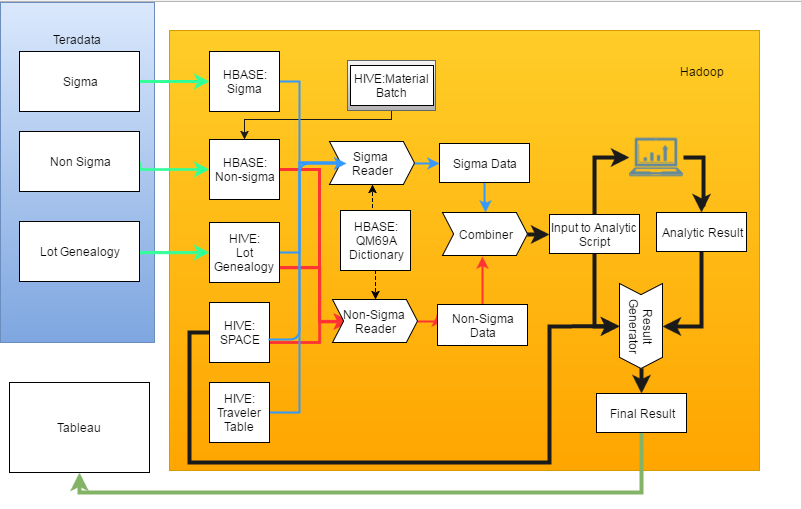 Teradata
Sigma
Non Sigma
Lot Genealogy
Tableau
Hadoop
HBASE:
Sigma
HBASE:
Non-sigma
HIVE:
Lot
Genealogy
HIVE:
SPACE
HIVE:
Traveler
Table
HIVE:Material
Batch
Sigma
Reader
HBASE:
QM69A
Dictionary
Non-Sigma
Reader
Sigma Data
Combiner
Non-Sigma
Data
Input to Analytic
Script
Analytic Result
Result
Generator
Final Result